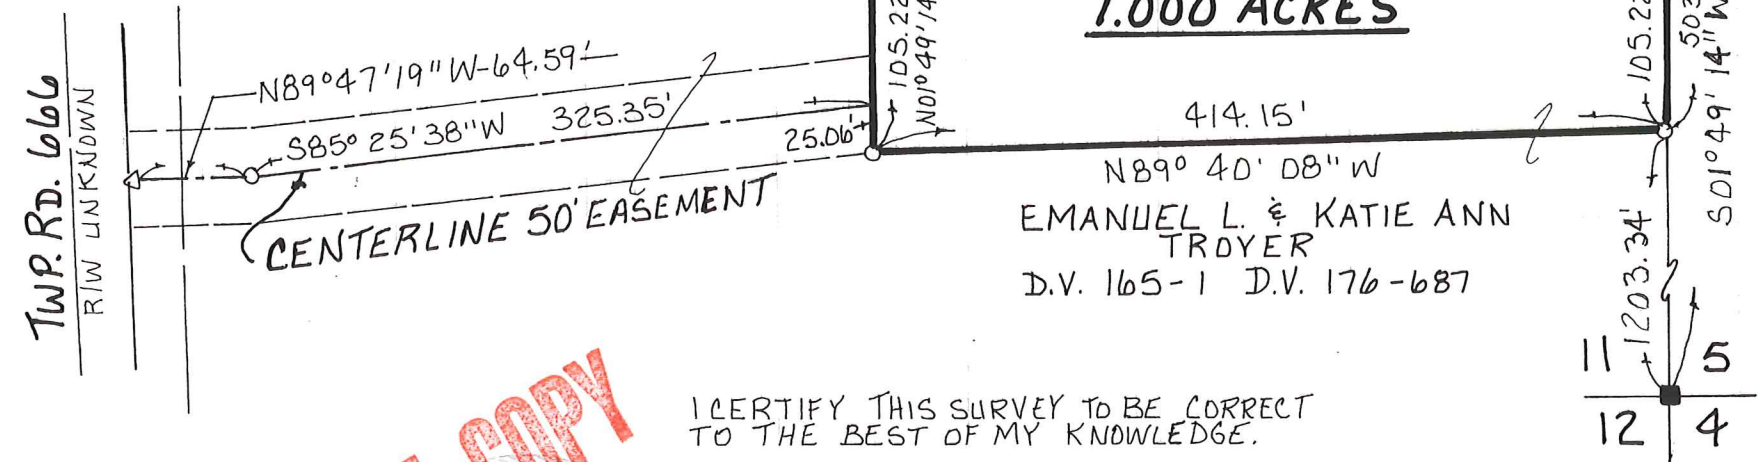 1.000 ACRES
105.22
N01°49'14
105.22
503
S01°49'14"W
N89°47'19"W-64.59'
S85°25'38"W 325.35'
25.06'
414.15'
N89°40'08"W
TWP. RD. 666
R/W UNKNOWN
CENTERLINE 50' EASEMENT
EMANUEL L. & KATIE ANN
TROYER
D.V. 165-1 D.V. 176-687
1203.34'
11 5
12 4
COPY
I CERTIFY THIS SURVEY TO BE CORRECT
TO THE BEST OF MY KNOWLEDGE.